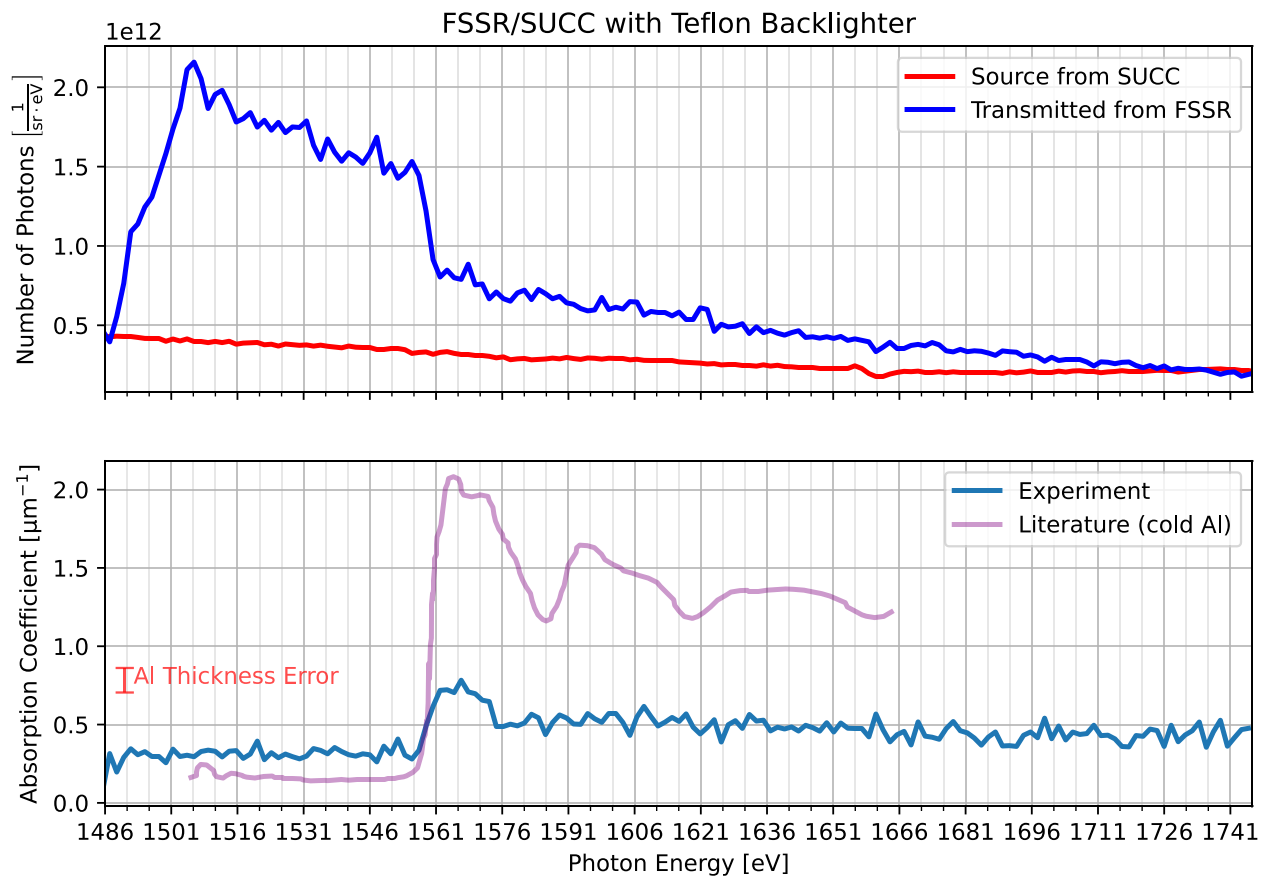 FSSR/SUCC with Teflon Backlighter
1e12
Number of Photons [1/(sr·eV)]
2.0
1.5
1.0
0.5
Source from SUCC
Transmitted from FSSR
Absorption Coefficient [μm⁻¹]
2.0
1.5
1.0
0.5
0.0
Experiment
Literature (cold Al)
Al Thickness Error
1486 1501 1516 1531 1546 1561 1576 1591 1606 1621 1636 1651 1666 1681 1696 1711 1726 1741
Photon Energy [eV]